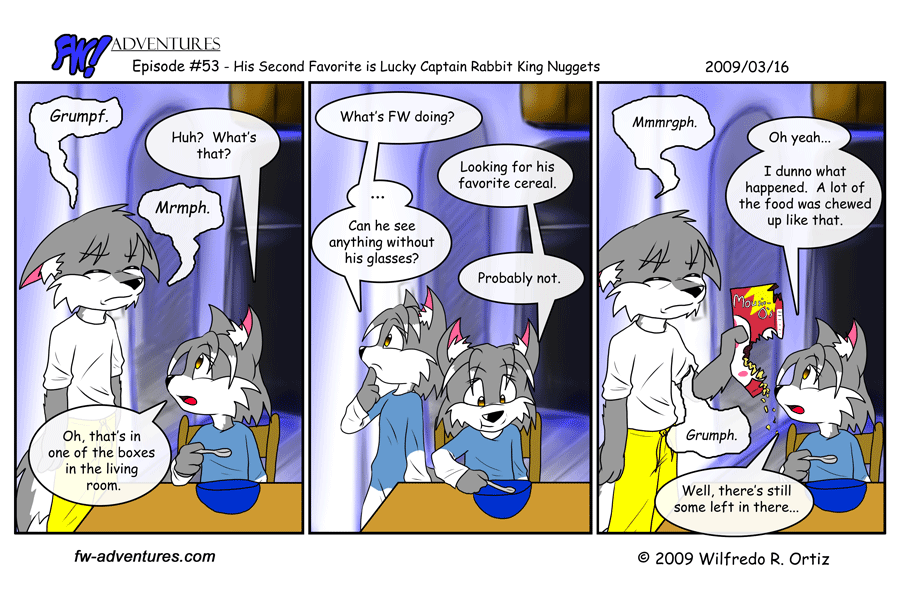 FW! ADVENTURES
Episode #53 - His Second Favorite is Lucky Captain Rabbit King Nuggets
2009/03/16
Grumpf.
Huh? What's
that?
Mrmph.
Oh, that's in
one of the boxes
in the living
room.
What's FW doing?
...
Can he see
anything without
his glasses?
Looking for his
favorite cereal.
Probably not.
Mmmrgph.
Oh yeah...
I dunno what
happened. A lot of
the food was chewed
up like that.
Grumph.
Well, there's still
some left in there...
fw-adventures.com
© 2009 Wilfredo R. Ortiz